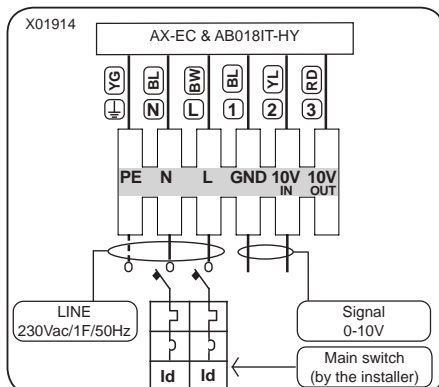 X01914
AX-EC & AB018IT-HY
YG BL BW BL YL RD
N L 1 2 3
PE N L GND 10V IN 10V OUT
LINE
230Vac/1F/50Hz
Signal
0-10V
Id Id
Main switch
(by the installer)